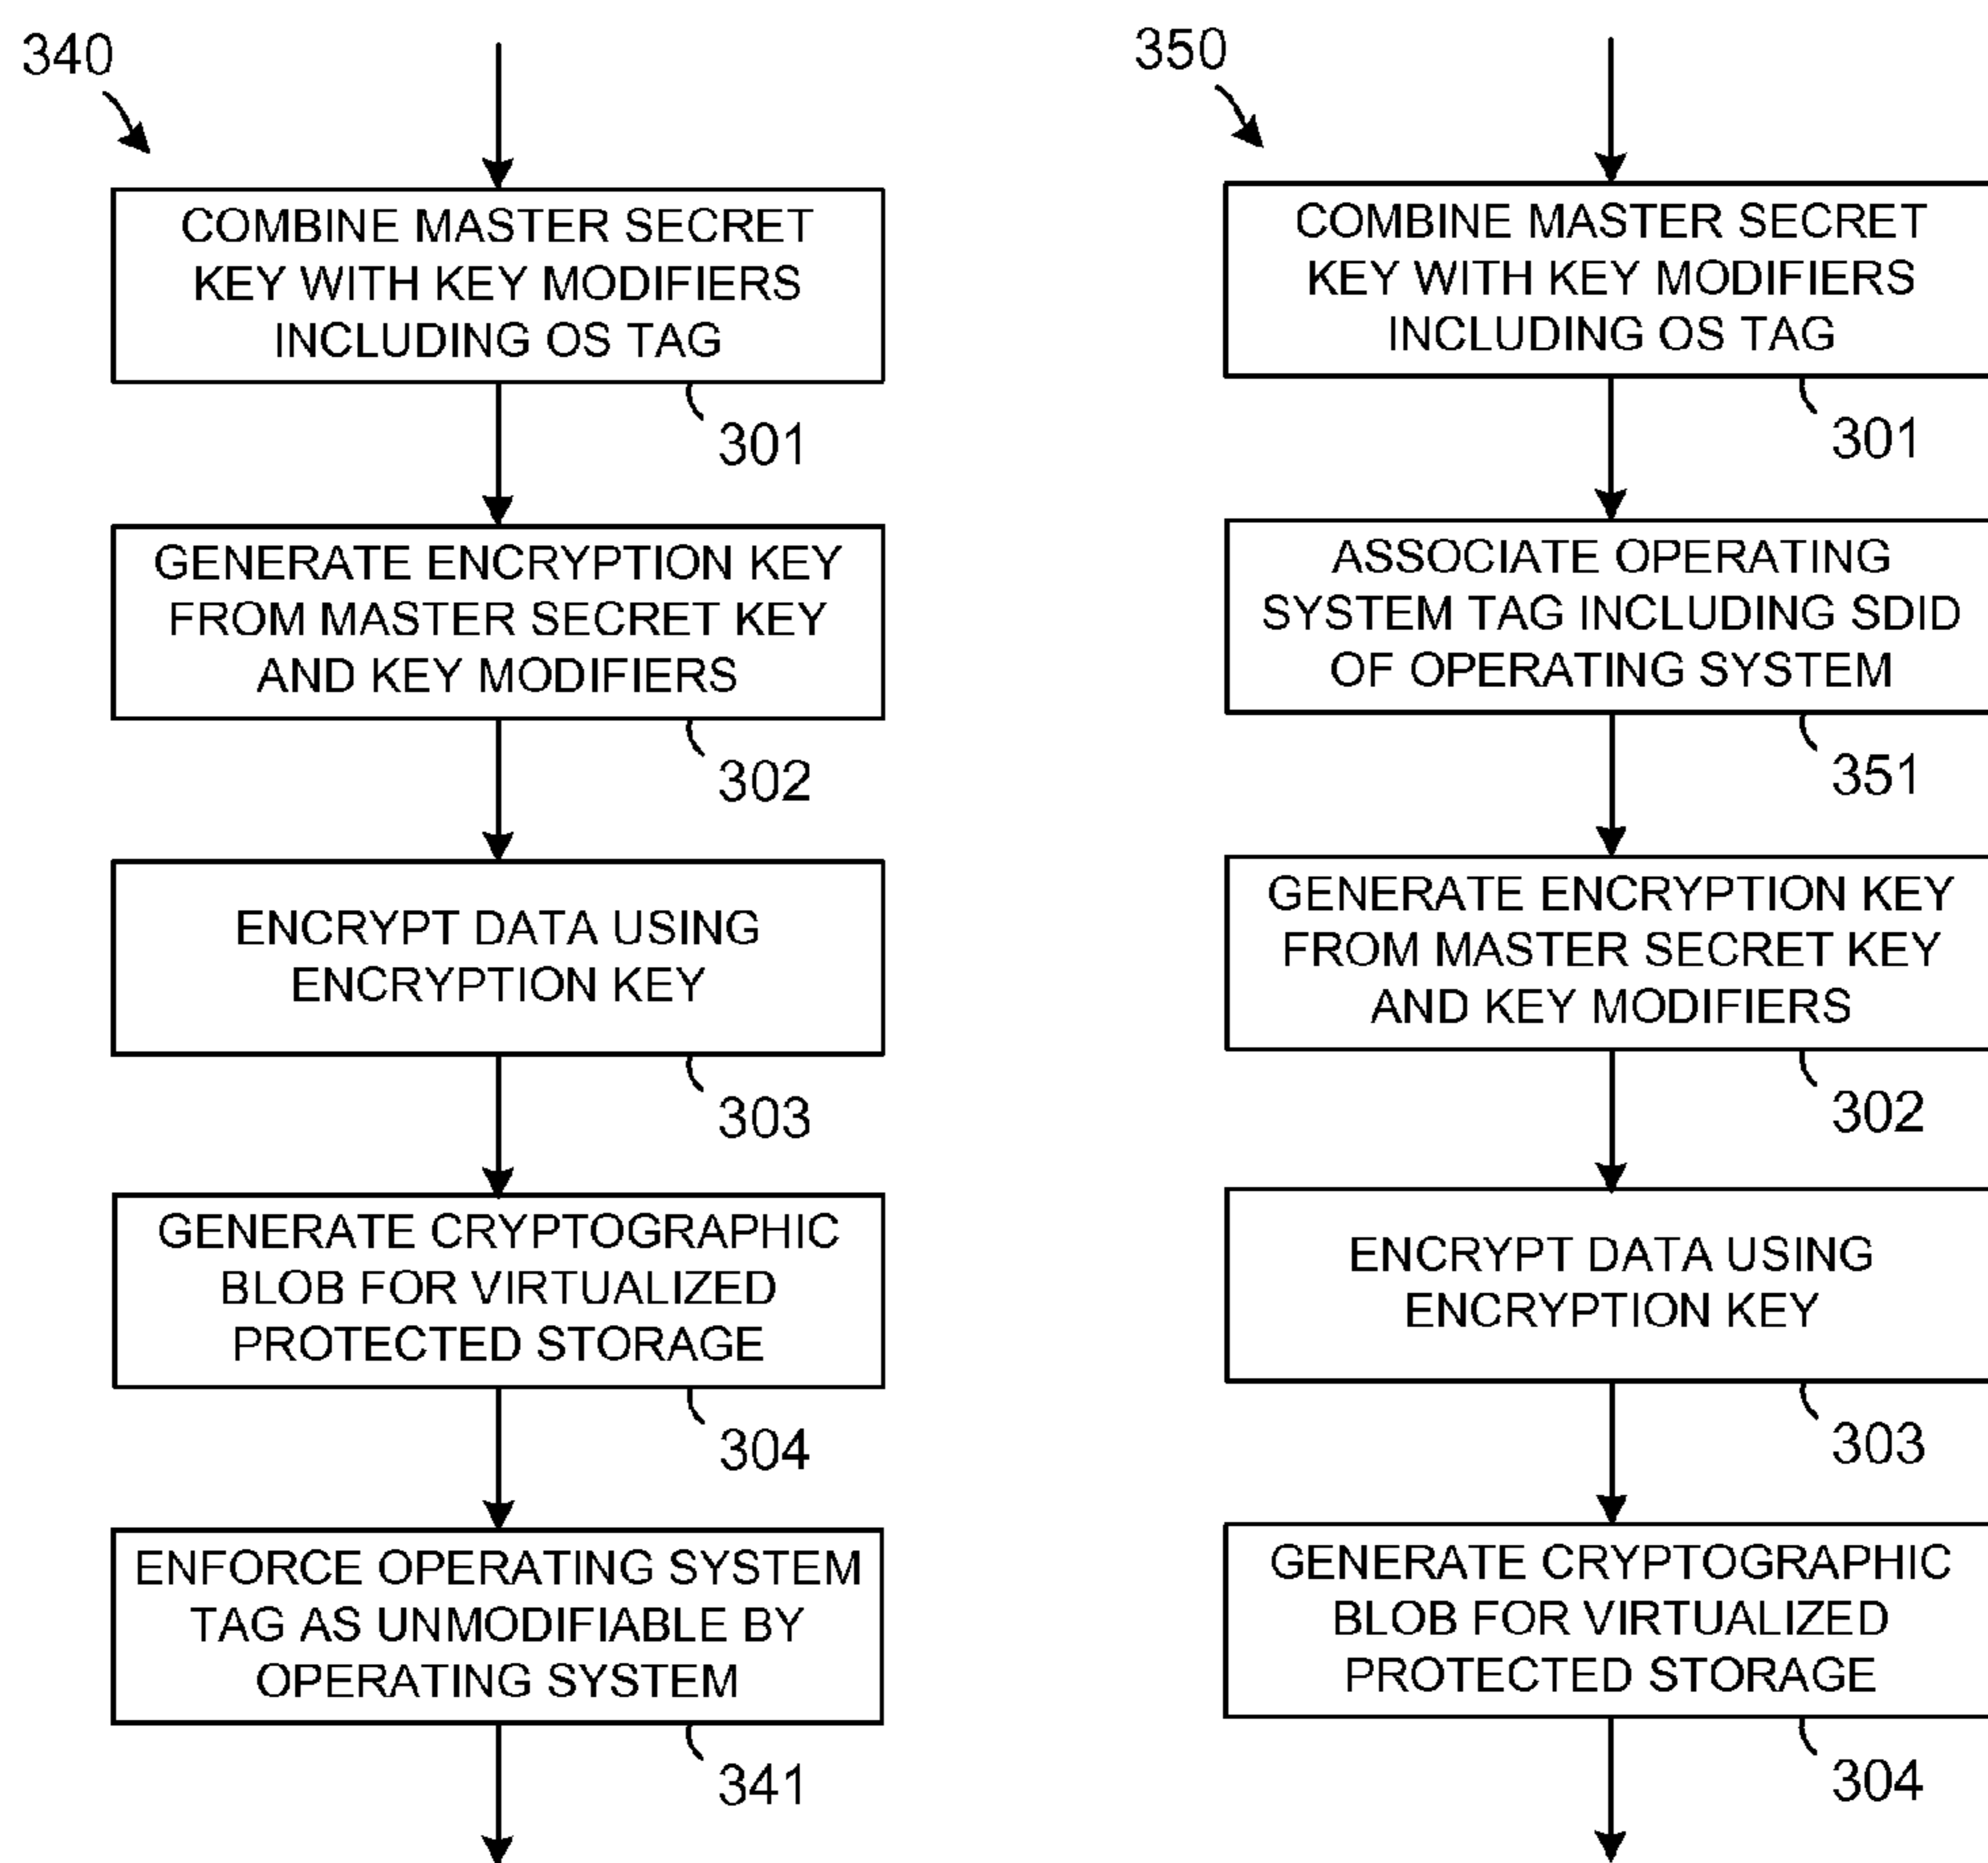 340
COMBINE MASTER SECRET
KEY WITH KEY MODIFIERS
INCLUDING OS TAG
301
GENERATE ENCRYPTION KEY
FROM MASTER SECRET KEY
AND KEY MODIFIERS
302
ENCRYPT DATA USING
ENCRYPTION KEY
303
GENERATE CRYPTOGRAPHIC
BLOB FOR VIRTUALIZED
PROTECTED STORAGE
304
ENFORCE OPERATING SYSTEM
TAG AS UNMODIFIABLE BY
OPERATING SYSTEM
341
350
COMBINE MASTER SECRET
KEY WITH KEY MODIFIERS
INCLUDING OS TAG
301
ASSOCIATE OPERATING
SYSTEM TAG INCLUDING SDID
OF OPERATING SYSTEM
351
GENERATE ENCRYPTION KEY
FROM MASTER SECRET KEY
AND KEY MODIFIERS
302
ENCRYPT DATA USING
ENCRYPTION KEY
303
GENERATE CRYPTOGRAPHIC
BLOB FOR VIRTUALIZED
PROTECTED STORAGE
304